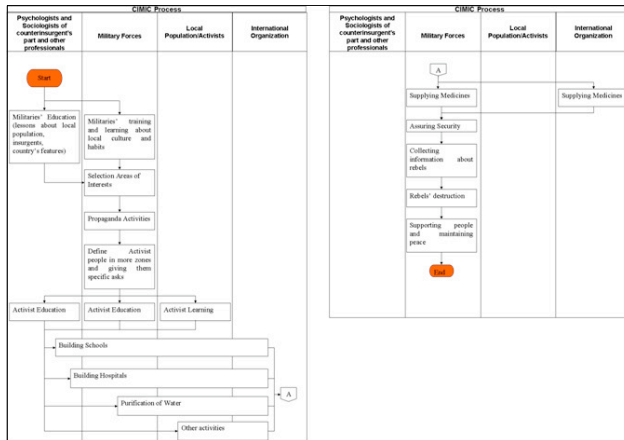 CIMIC Process
Psychologists and
Sociologists of
counterinsurgent's
part and other
professionals
Military Forces
Local
Population/Activists
International
Organization
Start
Militaries' Education
(lessons about local
population,
insurgents,
country's features)
Militaries' training
and learning about
local culture and
habits
Selection Areas of
Interests
Propaganda Activities
Define Activist
people in more zones
and giving them
specific asks
Activist Education
Activist Education
Activist Learning
Building Schools
Building Hospitals
A
Purification of Water
Other activities
CIMIC Process
Psychologists and
Sociologists of
counterinsurgent's
part and other
professionals
Military Forces
Local
Population/Activists
International
Organization
A
Supplying Medicines
Supplying Medicines
Assuring Security
Collecting
information about
rebels
Rebels' destruction
Supporting people
and maintaining
peace
End